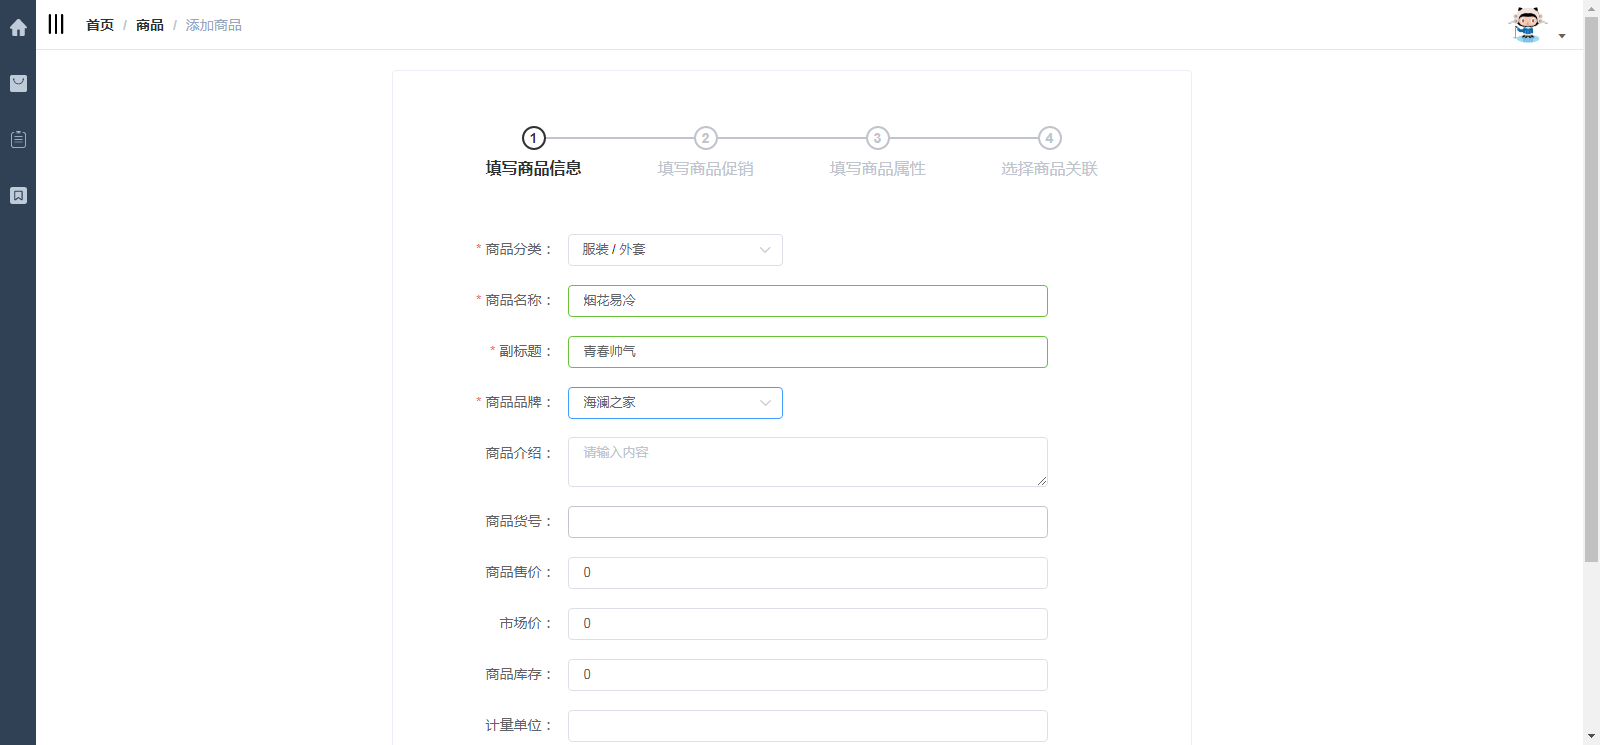 首页 / 商品 / 添加商品
1 2 3 4
填写商品信息 填写商品促销 填写商品属性 选择商品关联
* 商品分类： 服装 / 外套
* 商品名称： 烟花易冷
* 副标题： 青春帅气
* 商品品牌： 海澜之家
商品介绍： 请输入内容
商品货号：
商品售价： 0
市场价： 0
商品库存： 0
计量单位：